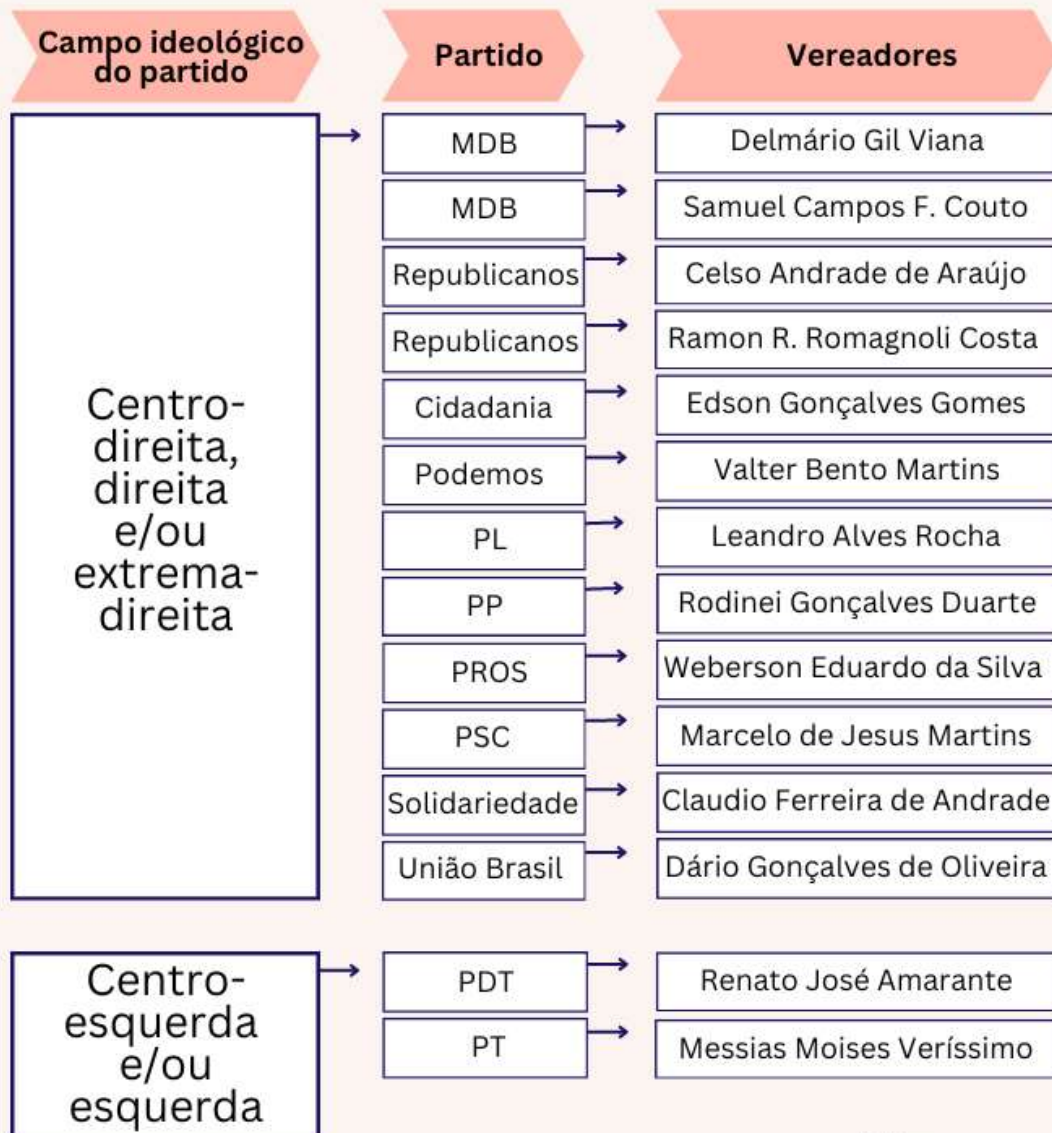 Campo ideológico
do partido
Partido
Vereadores
Centro-
direita,
direita
e/ou
extrema-
direita
MDB
Delmário Gil Viana
MDB
Samuel Campos F. Couto
Republicanos
Celso Andrade de Araújo
Republicanos
Ramon R. Romagnoli Costa
Cidadania
Edson Gonçalves Gomes
Podemos
Valter Bento Martins
PL
Leandro Alves Rocha
PP
Rodinei Gonçalves Duarte
PROS
Weberson Eduardo da Silva
PSC
Marcelo de Jesus Martins
Solidariedade
Claudio Ferreira de Andrade
União Brasil
Dário Gonçalves de Oliveira
Centro-
esquerda
e/ou
esquerda
PDT
Renato José Amarante
PT
Messias Moises Veríssimo